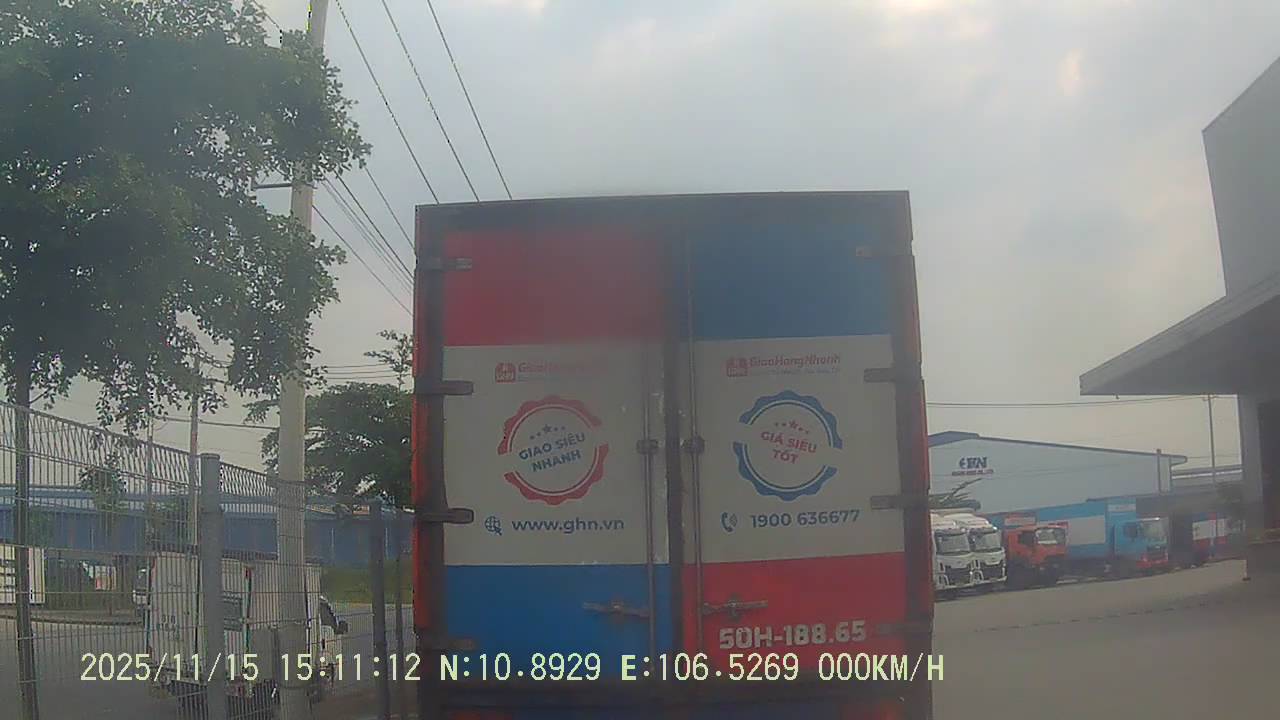 GiaoHangNhanh
GIAO SIÊU
NHANH
www.ghn.vn
GiaoHangNhanh
GIÁ SIÊU
TỐT
1900 636677
50H-188.65
2025/11/15 15:11:12 N:10.8929 E:106.5269 000KM/H